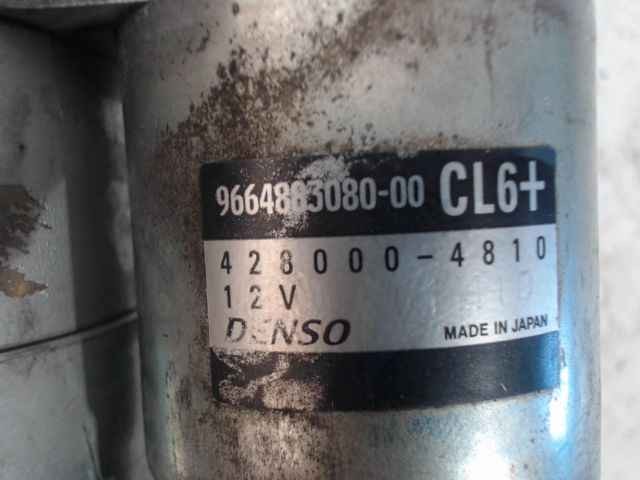 9664883080-00 CL6+
428000-4810
12V
DENSO MADE IN JAPAN